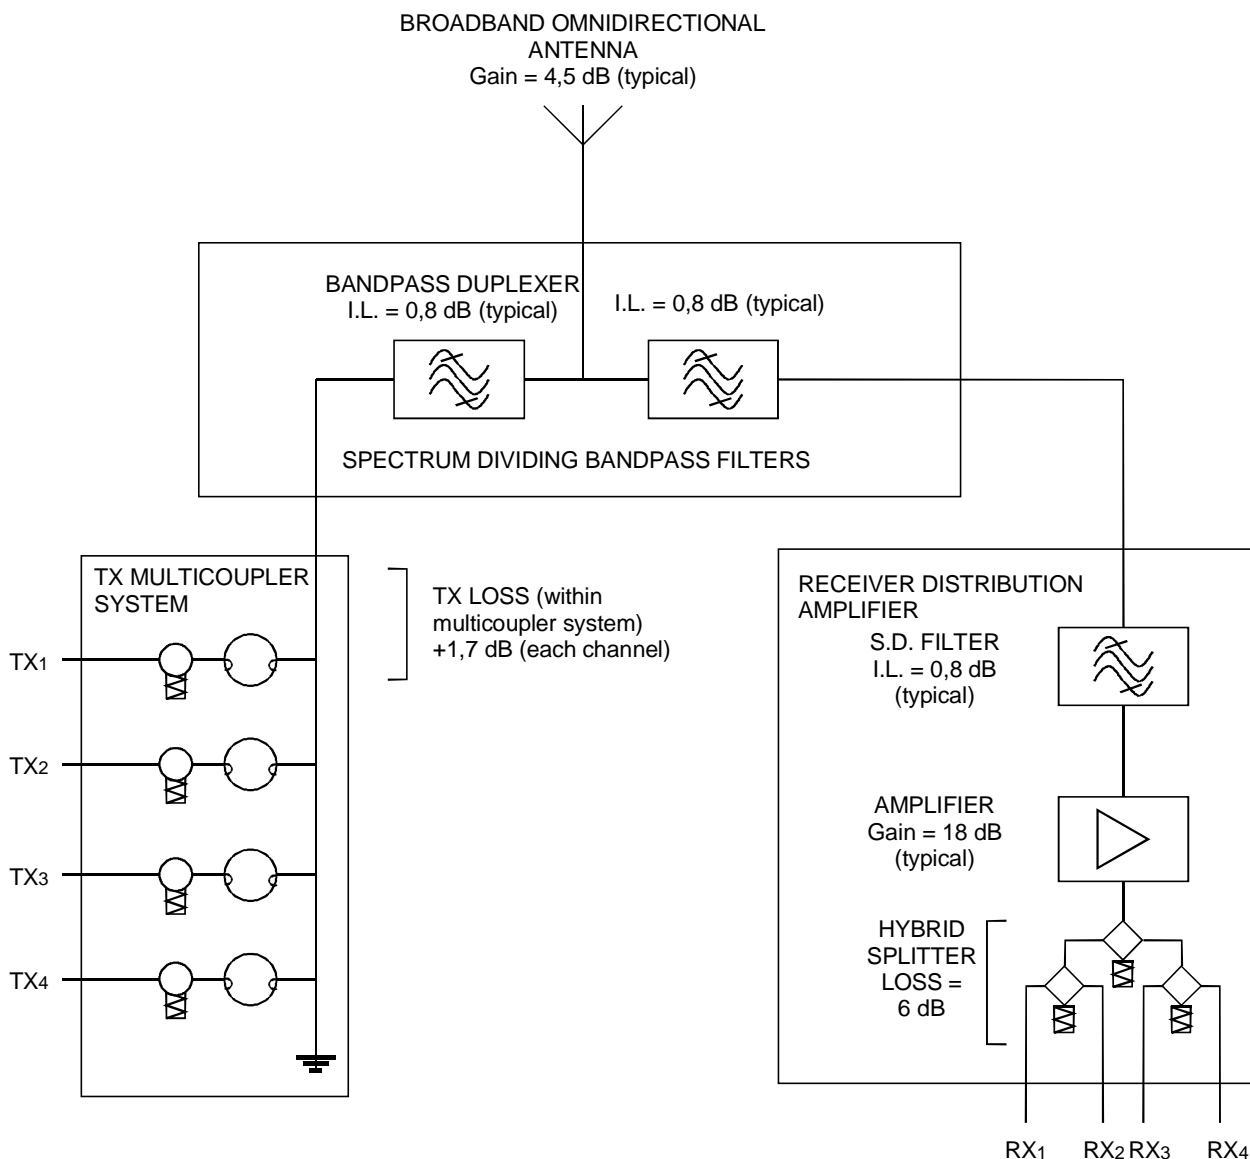 BROADBAND OMNIDIRECTIONAL
ANTENNA
Gain = 4,5 dB (typical)
BANDPASS DUPLEXER
I.L. = 0,8 dB (typical)
I.L. = 0,8 dB (typical)
SPECTRUM DIVIDING BANDPASS FILTERS
TX MULTICOUPLER
SYSTEM
TX LOSS (within
multicoupler system)
+1,7 dB (each channel)
TX1
TX2
TX3
TX4
RECEIVER DISTRIBUTION
AMPLIFIER
S.D. FILTER
I.L. = 0,8 dB
(typical)
AMPLIFIER
Gain = 18 dB
(typical)
HYBRID
SPLITTER
LOSS =
6 dB
RX1 RX2 RX3 RX4